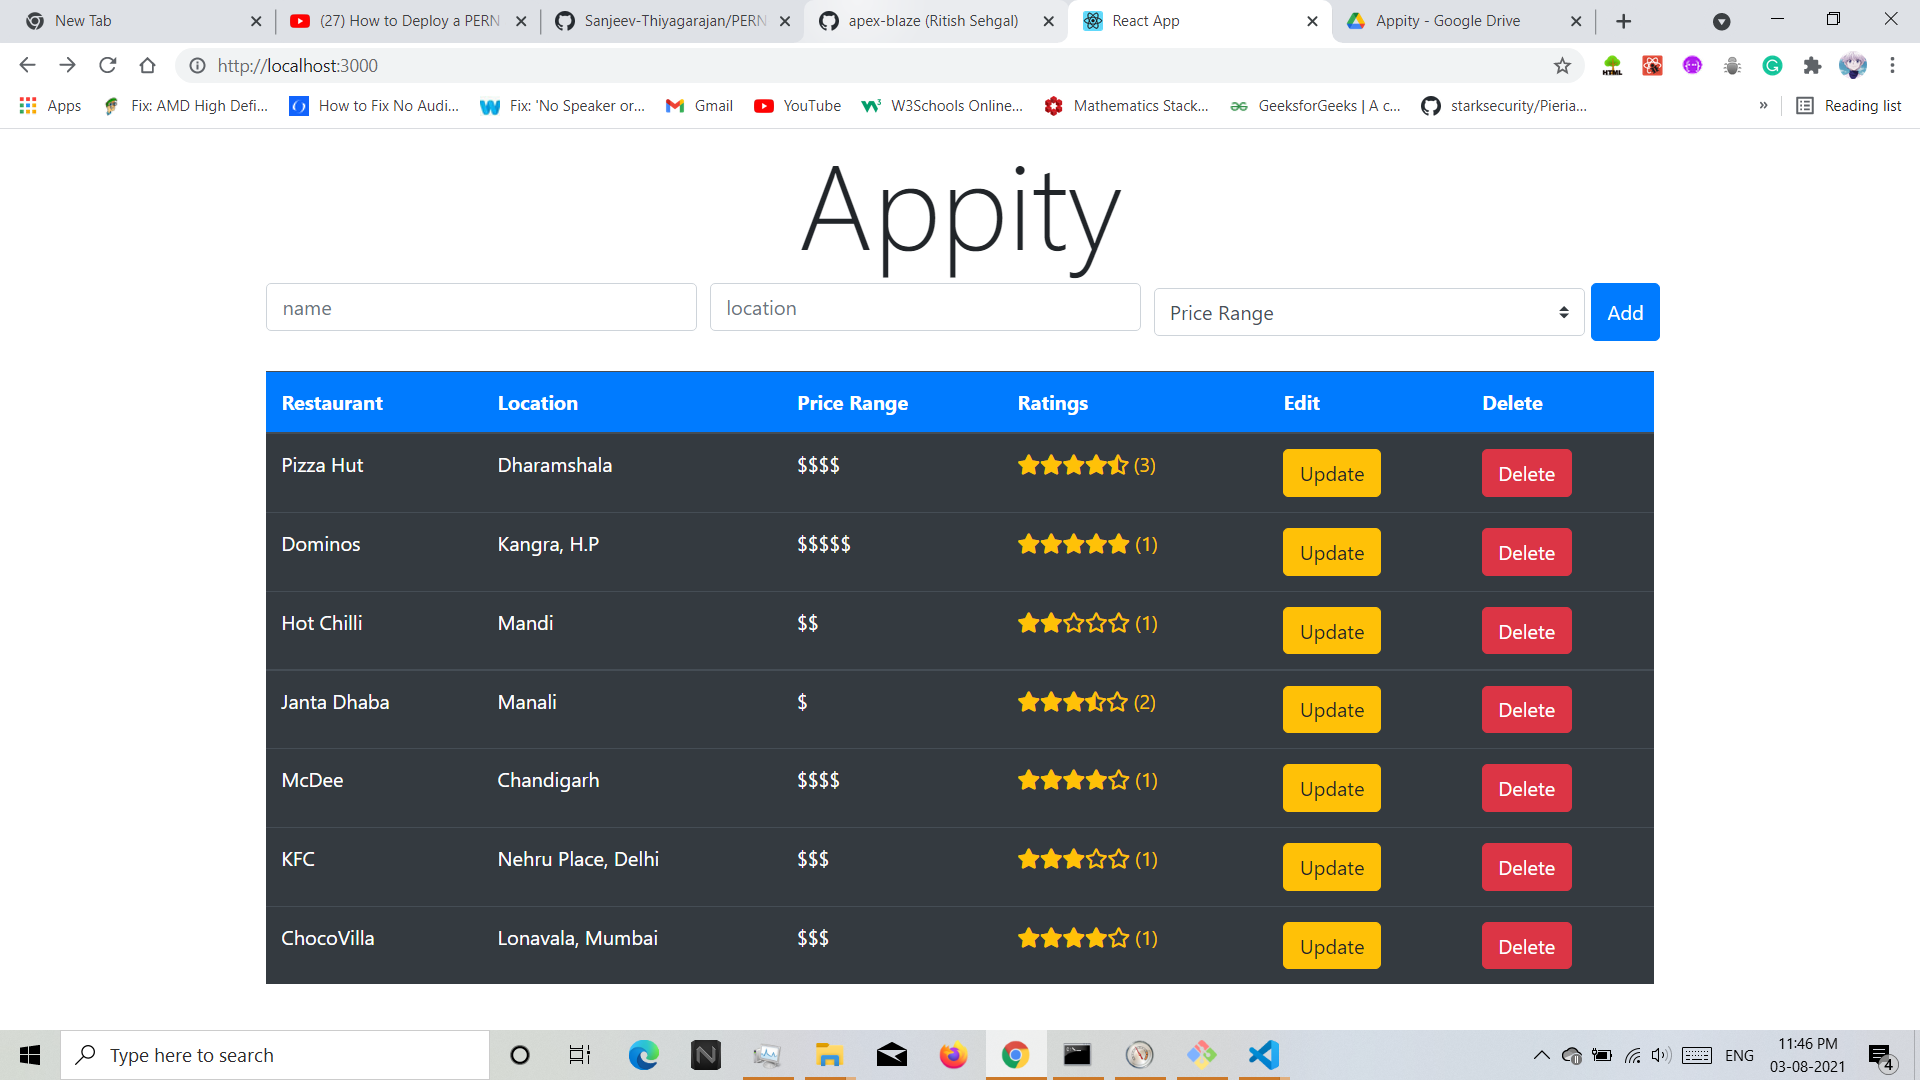 New Tab
(27) How to Deploy a PERN
Sanjeev-Thiyagarajan/PERN
apex-blaze (Ritish Sehgal)
React App
Appity - Google Drive
http://localhost:3000
HTML
Apps
Fix: AMD High Defi...
How to Fix No Audi...
Fix: 'No Speaker or...
Gmail
YouTube
W3Schools Online...
Mathematics Stack...
GeeksforGeeks | A c...
starksecurity/Pieria...
»
Reading list
Appity
name
location
Price Range
Add
Restaurant Location Price Range Ratings Edit Delete
Pizza Hut Dharamshala $$$$ (3) Update Delete
Dominos Kangra, H.P $$$$$ (1) Update Delete
Hot Chilli Mandi $$ (1) Update Delete
Janta Dhaba Manali $ (2) Update Delete
McDee Chandigarh $$$$ (1) Update Delete
KFC Nehru Place, Delhi $$$ (1) Update Delete
ChocoVilla Lonavala, Mumbai $$$ (1) Update Delete
Type here to search
ENG
11:46 PM
03-08-2021
4